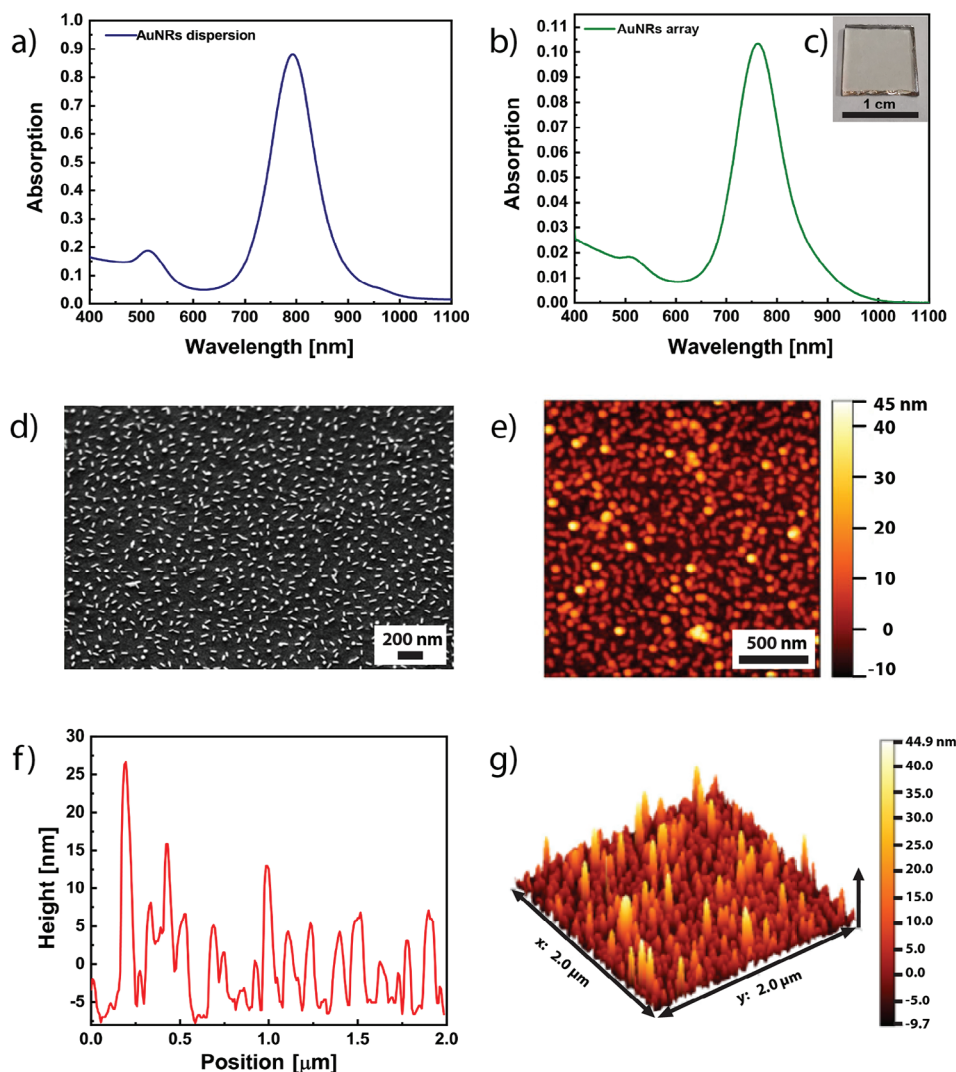 a)
AuNRs dispersion
1.0
0.9
0.8
0.7
0.6
0.5
0.4
0.3
0.2
0.1
0.0
Absorption
400 500 600 700 800 900 1000 1100
Wavelength [nm]
b)
AuNRs array
0.11
0.10
0.09
0.08
0.07
0.06
0.05
0.04
0.03
0.02
0.01
0.00
Absorption
400 500 600 700 800 900 1000 1100
Wavelength [nm]
c)
1 cm
d)
200 nm
e)
500 nm
45 nm
40
30
20
10
0
-10
f)
30
25
20
15
10
5
0
-5
Height [nm]
0.0 0.5 1.0 1.5 2.0
Position [μm]
g)
x: 2.0 μm
y: 2.0 μm
44.9 nm
40.0
35.0
30.0
25.0
20.0
15.0
10.0
5.0
0.0
-5.0
-9.7